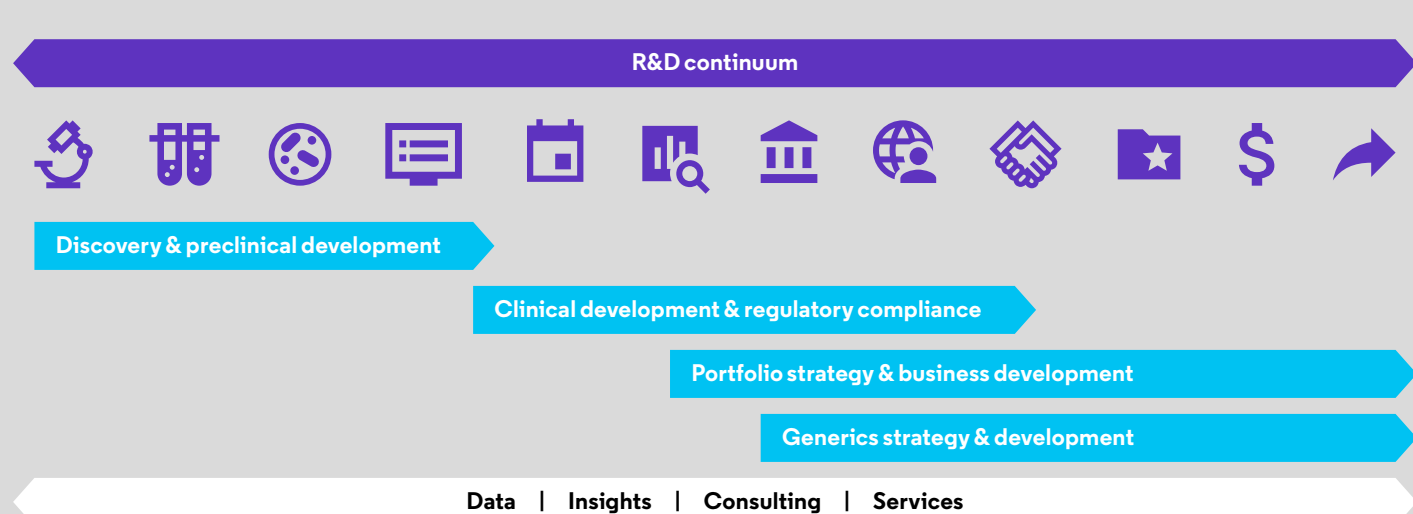 R&D continuum
Discovery & preclinical development
Clinical development & regulatory compliance
Portfolio strategy & business development
Generics strategy & development
Data | Insights | Consulting | Services